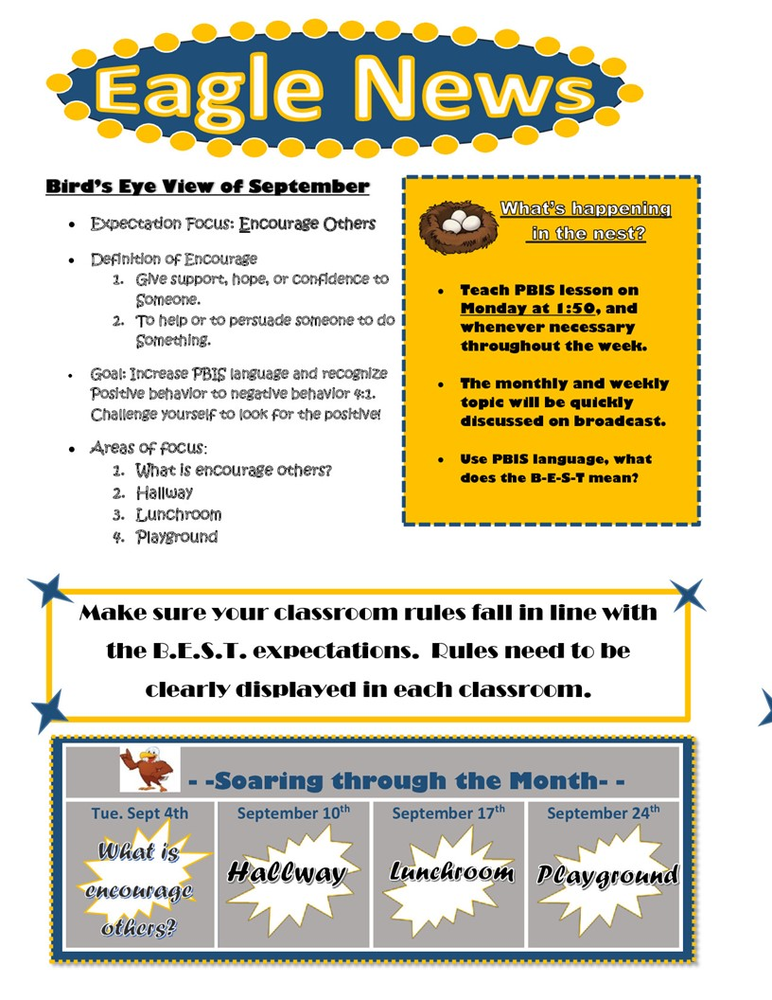 Eagle News
Bird's Eye View of September
• Expectation Focus: Encourage Others
• Definition of Encourage
1. Give support, hope, or confidence to
Someone.
2. To help or to persuade someone to do
Something.
• Goal: Increase PBIS language and recognize
Positive behavior to negative behavior 4:1.
Challenge yourself to look for the positive!
• Areas of focus:
1. What is encourage others?
2. Hallway
3. Lunchroom
4. Playground
What's happening
in the nest?
• Teach PBIS lesson on
Monday at 1:50, and
whenever necessary
throughout the week.
• The monthly and weekly
topic will be quickly
discussed on broadcast.
• Use PBIS language, what
does the B-E-S-T mean?
Make sure your classroom rules fall in line with
the B.E.S.T. expectations. Rules need to be
clearly displayed in each classroom.
- -Soaring through the Month- -
Tue. Sept 4th
What is
encourage
others?
September 10th
Hallway
September 17th
Lunchroom
September 24th
Playground